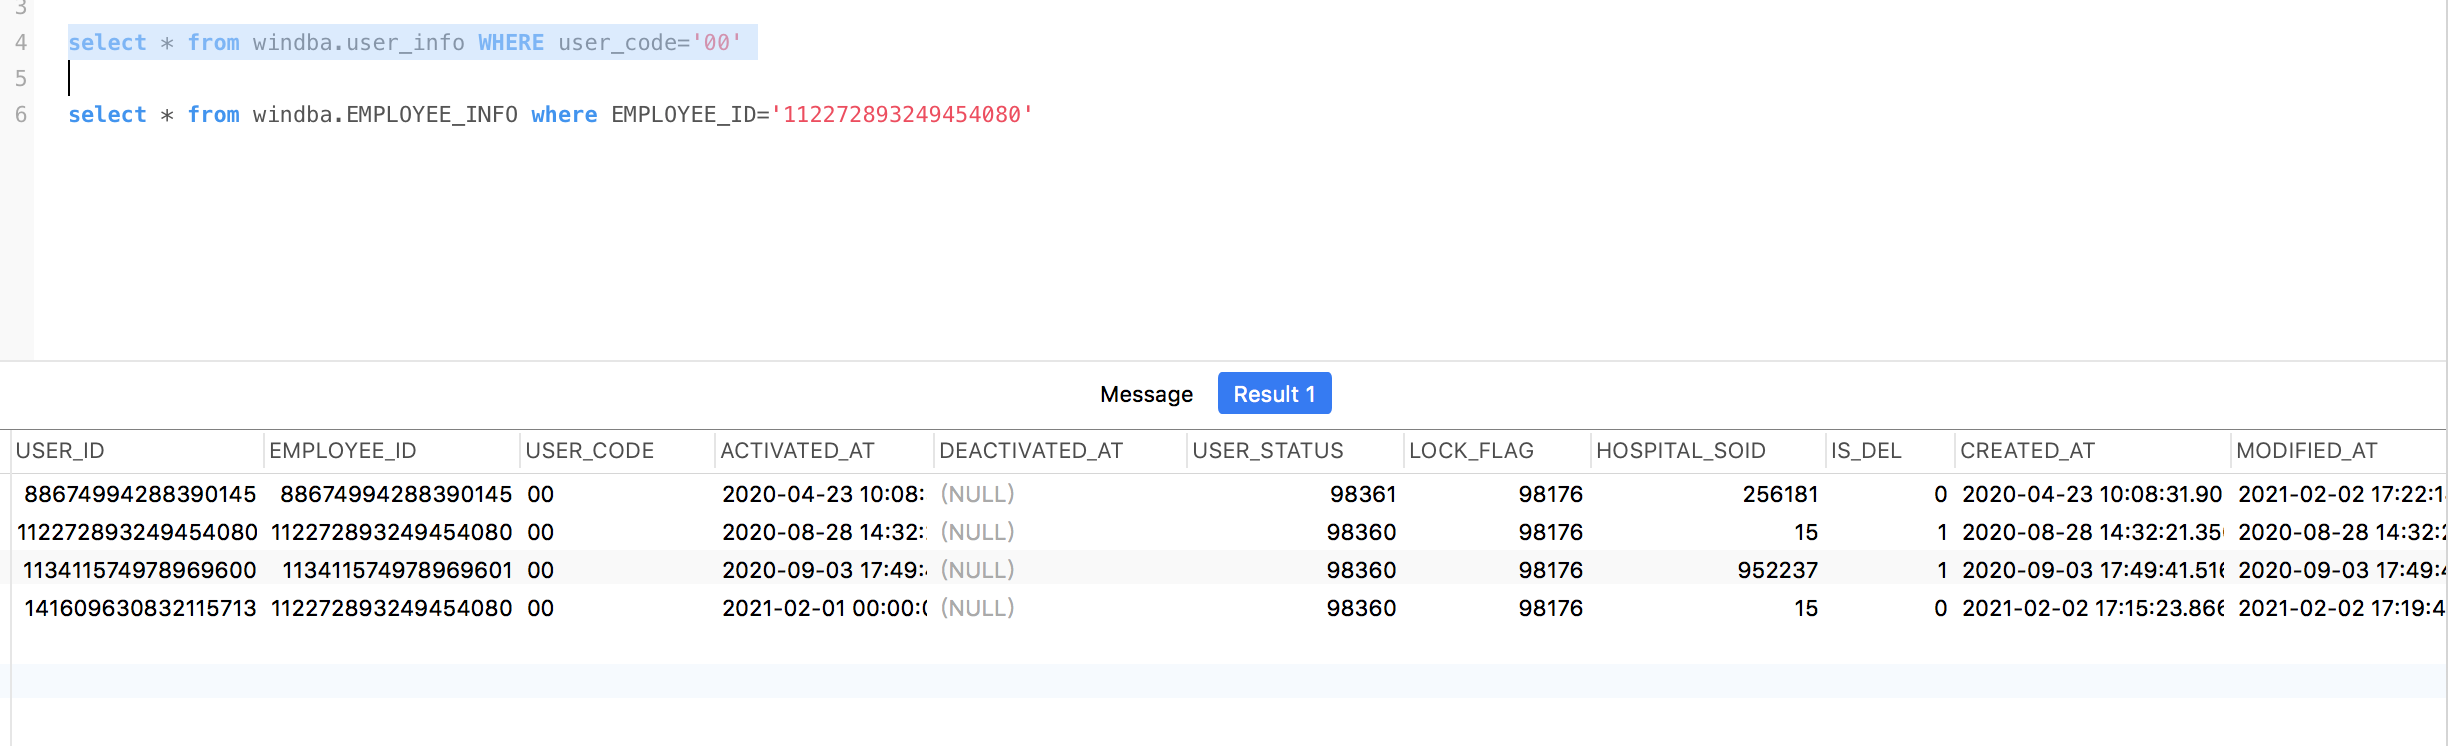 3
4 select * from windba.user_info WHERE user_code='00'
5
6 select * from windba.EMPLOYEE_INFO where EMPLOYEE_ID='112272893249454080'
Message Result 1
USER_ID EMPLOYEE_ID USER_CODE ACTIVATED_AT DEACTIVATED_AT USER_STATUS LOCK_FLAG HOSPITAL_SOID IS_DEL CREATED_AT MODIFIED_AT
88674994288390145 88674994288390145 00 2020-04-23 10:08: (NULL) 98361 98176 256181 0 2020-04-23 10:08:31.90 2021-02-02 17:22:1
112272893249454080 112272893249454080 00 2020-08-28 14:32: (NULL) 98360 98176 15 1 2020-08-28 14:32:21.35 2020-08-28 14:32:2
113411574978969600 113411574978969601 00 2020-09-03 17:49: (NULL) 98360 98176 952237 1 2020-09-03 17:49:41.516 2020-09-03 17:49:4
141609630832115713 112272893249454080 00 2021-02-01 00:00:0 (NULL) 98360 98176 15 0 2021-02-02 17:15:23.866 2021-02-02 17:19:4